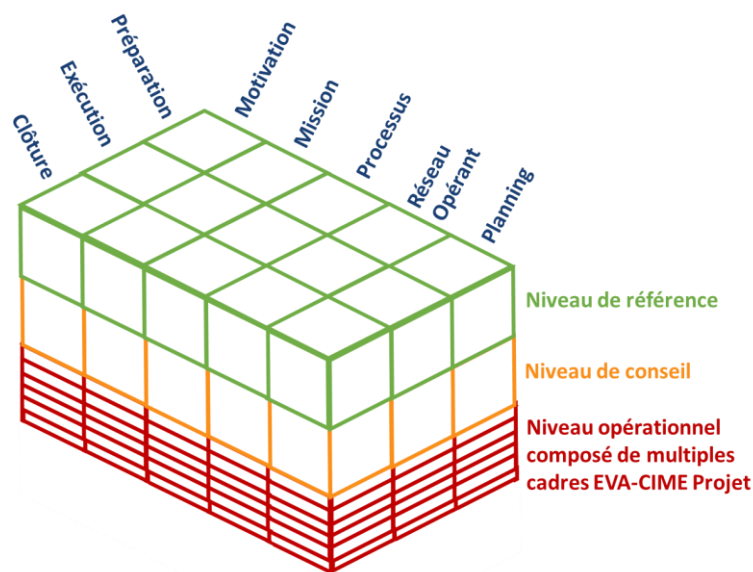 Clôture
Exécution
Préparation
Motivation
Mission
Processus
Réseau
Opérant
Planning
Niveau de référence
Niveau de conseil
Niveau opérationnel
composé de multiples
cadres EVA-CIME Projet